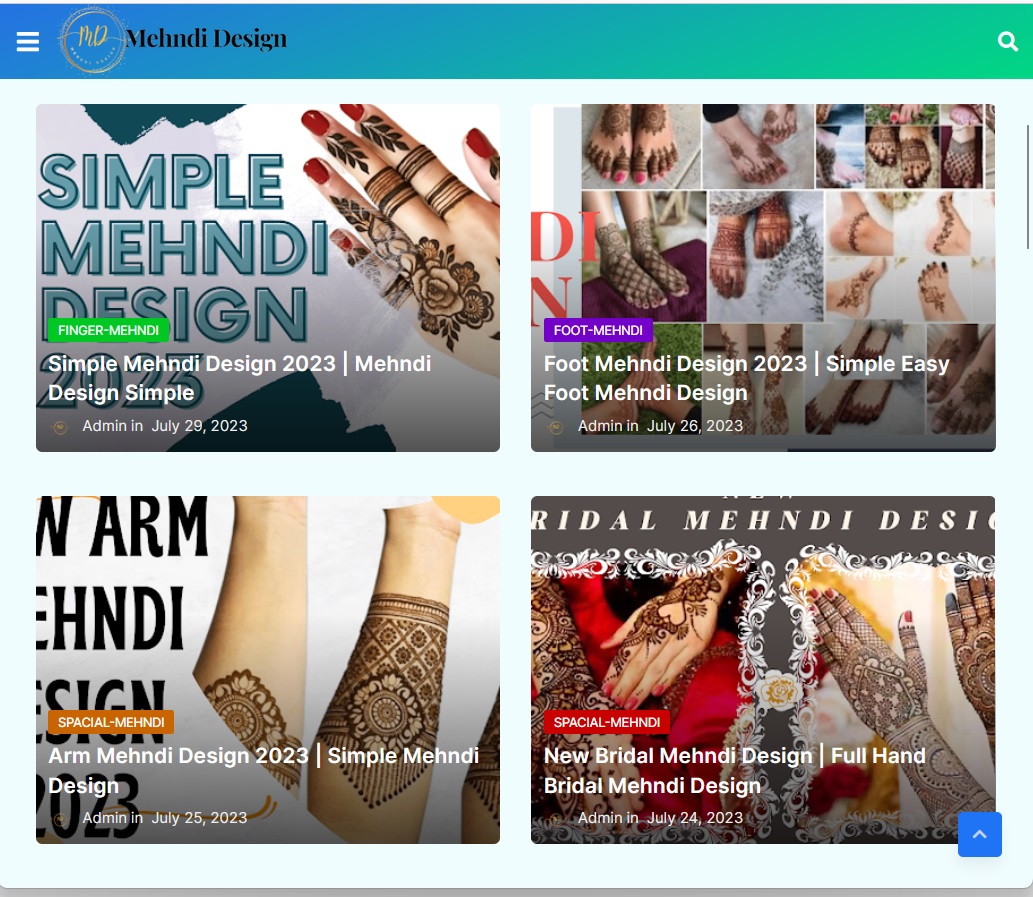 MD
MEHNDI DESIGN
Mehndi Design
SIMPLE
MEHNDI
DESIGN
2023
FINGER-MEHNDI
Simple Mehndi Design 2023 | Mehndi
Design Simple
Admin in July 29, 2023
DI
N
FOOT-MEHNDI
Foot Mehndi Design 2023 | Simple Easy
Foot Mehndi Design
Admin in July 26, 2023
W ARM
EHNDI
ESIGN
2023
SPACIAL-MEHNDI
Arm Mehndi Design 2023 | Simple Mehndi
Design
Admin in July 25, 2023
NEW
RIDAL MEHNDI DESIG
SPACIAL-MEHNDI
New Bridal Mehndi Design | Full Hand
Bridal Mehndi Design
Admin in July 24, 2023